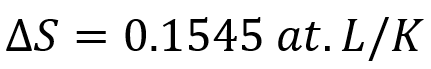 ΔS = 0.1545 at. L/K